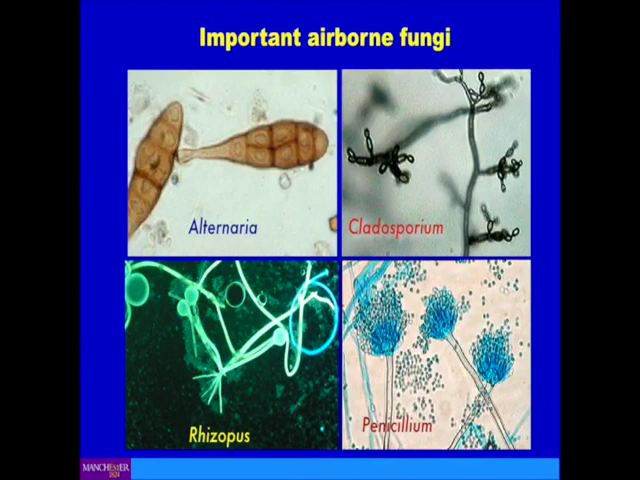 Important airborne fungi
Alternaria
Cladosporium
Rhizopus
Penicillium
MANCHESTER
1824